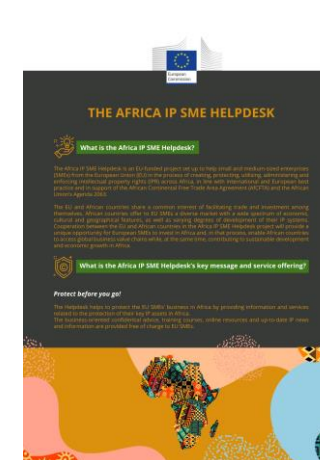 European
Commission
THE AFRICA IP SME HELPDESK
What is the Africa IP SME Helpdesk?
The Africa IP SME Helpdesk is an EU-funded project set up to help small and medium-sized enterprises
(SMEs) from the European Union (EU) in the process of creating, protecting, utilising, administering and
enforcing intellectual property rights (IPR) across Africa, in line with international and European best
practice and in support of the African Continental Free Trade Area Agreement (AfCFTA) and the African
Union's Agenda 2063.
The EU and African countries share a common interest of facilitating trade and investment among
themselves. African countries offer to EU SMEs a diverse market with a wide spectrum of economic,
cultural and geographical features, as well as varying degrees of development of their IP systems.
Cooperation between the EU and African countries in the Africa IP SME Helpdesk project will provide a
unique opportunity for European SMEs to invest in Africa and, in that process, enable African countries
to access global business value chains while, at the same time, contributing to sustainable development
and economic growth in Africa.
What is the Africa IP SME Helpdesk's key message and service offering?
Protect before you go!
The Helpdesk helps to protect the EU SMEs' business in Africa by providing information and services
related to the protection of their key IP assets in Africa.
The business-oriented confidential advice, training courses, online resources and up-to-date IP news
and information are provided free of charge to EU SMEs.